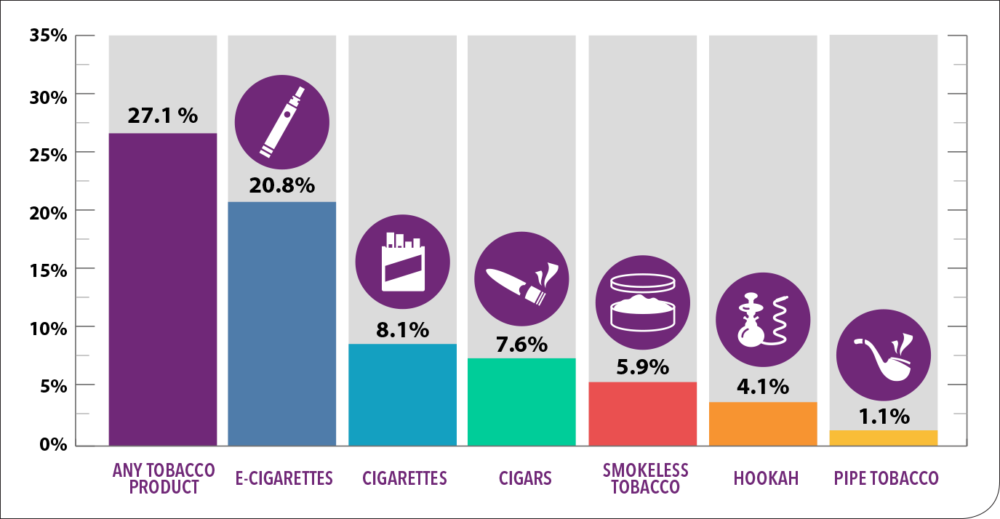 35%
30%
25%
20%
15%
10%
5%
0%
27.1 %
20.8%
8.1%
7.6%
5.9%
4.1%
1.1%
ANY TOBACCO
PRODUCT
E-CIGARETTES
CIGARETTES
CIGARS
SMOKELESS
TOBACCO
HOOKAH
PIPE TOBACCO